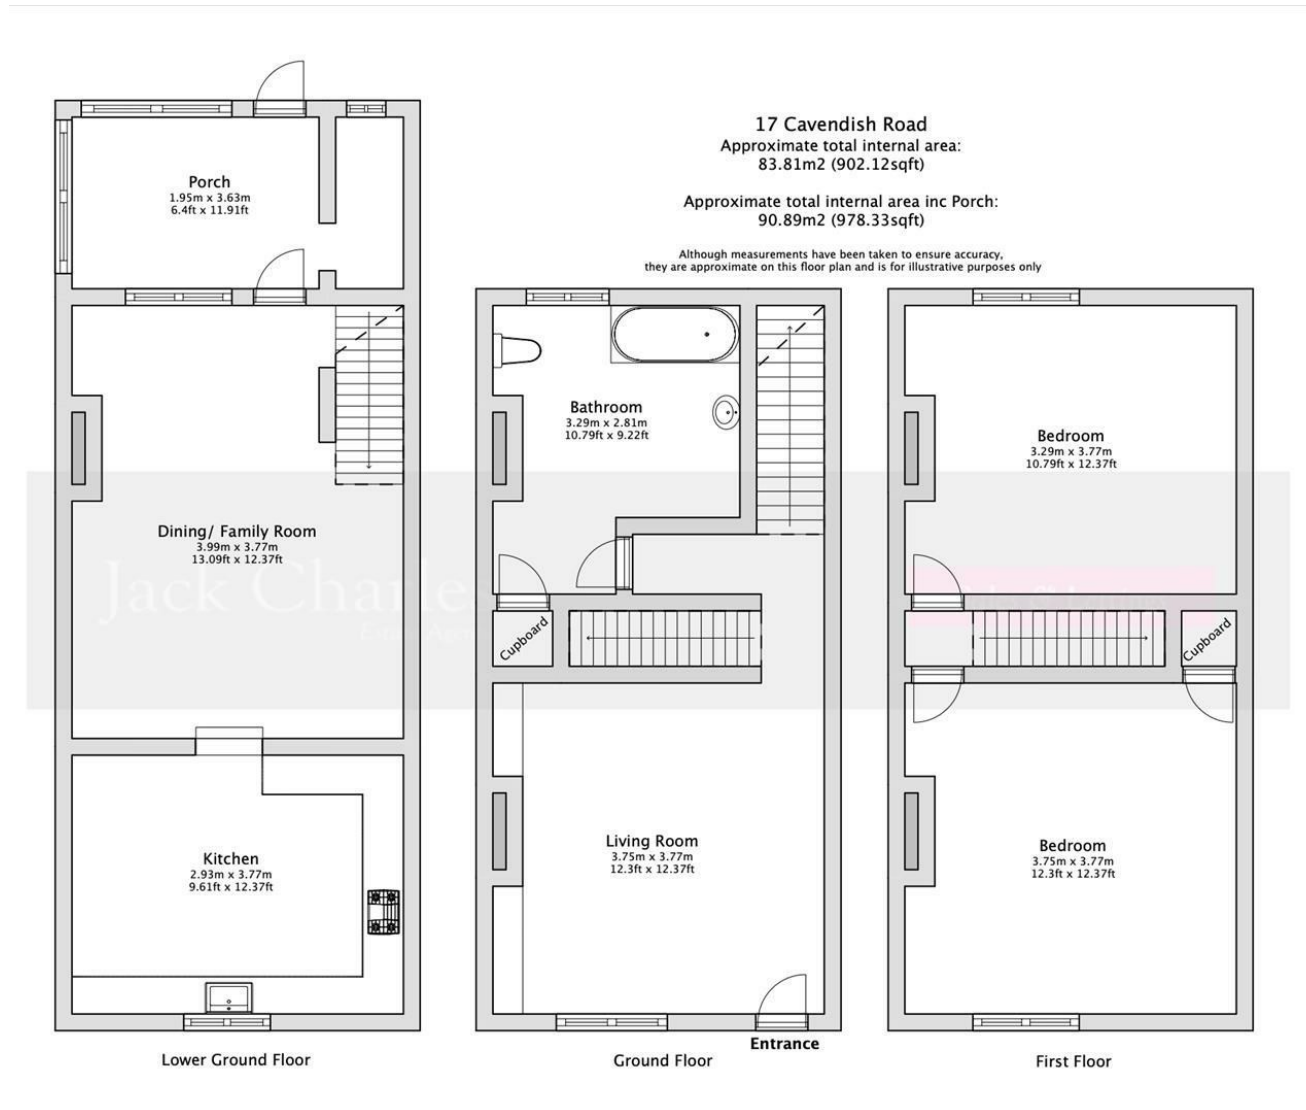 17 Cavendish Road
Approximate total internal area:
83.81m2 (902.12sqft)
Approximate total internal area inc Porch:
90.89m2 (978.33sqft)
Although measurements have been taken to ensure accuracy,
they are approximate on this floor plan and is for illustrative purposes only
Porch
1.95m x 3.63m
6.4ft x 11.91ft
Dining/ Family Room
3.99m x 3.77m
13.09ft x 12.37ft
Kitchen
2.93m x 3.77m
9.61ft x 12.37ft
Lower Ground Floor
Bathroom
3.29m x 2.81m
10.79ft x 9.22ft
Cupboard
Living Room
3.75m x 3.77m
12.3ft x 12.37ft
Entrance
Ground Floor
Bedroom
3.29m x 3.77m
10.79ft x 12.37ft
Cupboard
Bedroom
3.75m x 3.77m
12.3ft x 12.37ft
First Floor
Jack Charles